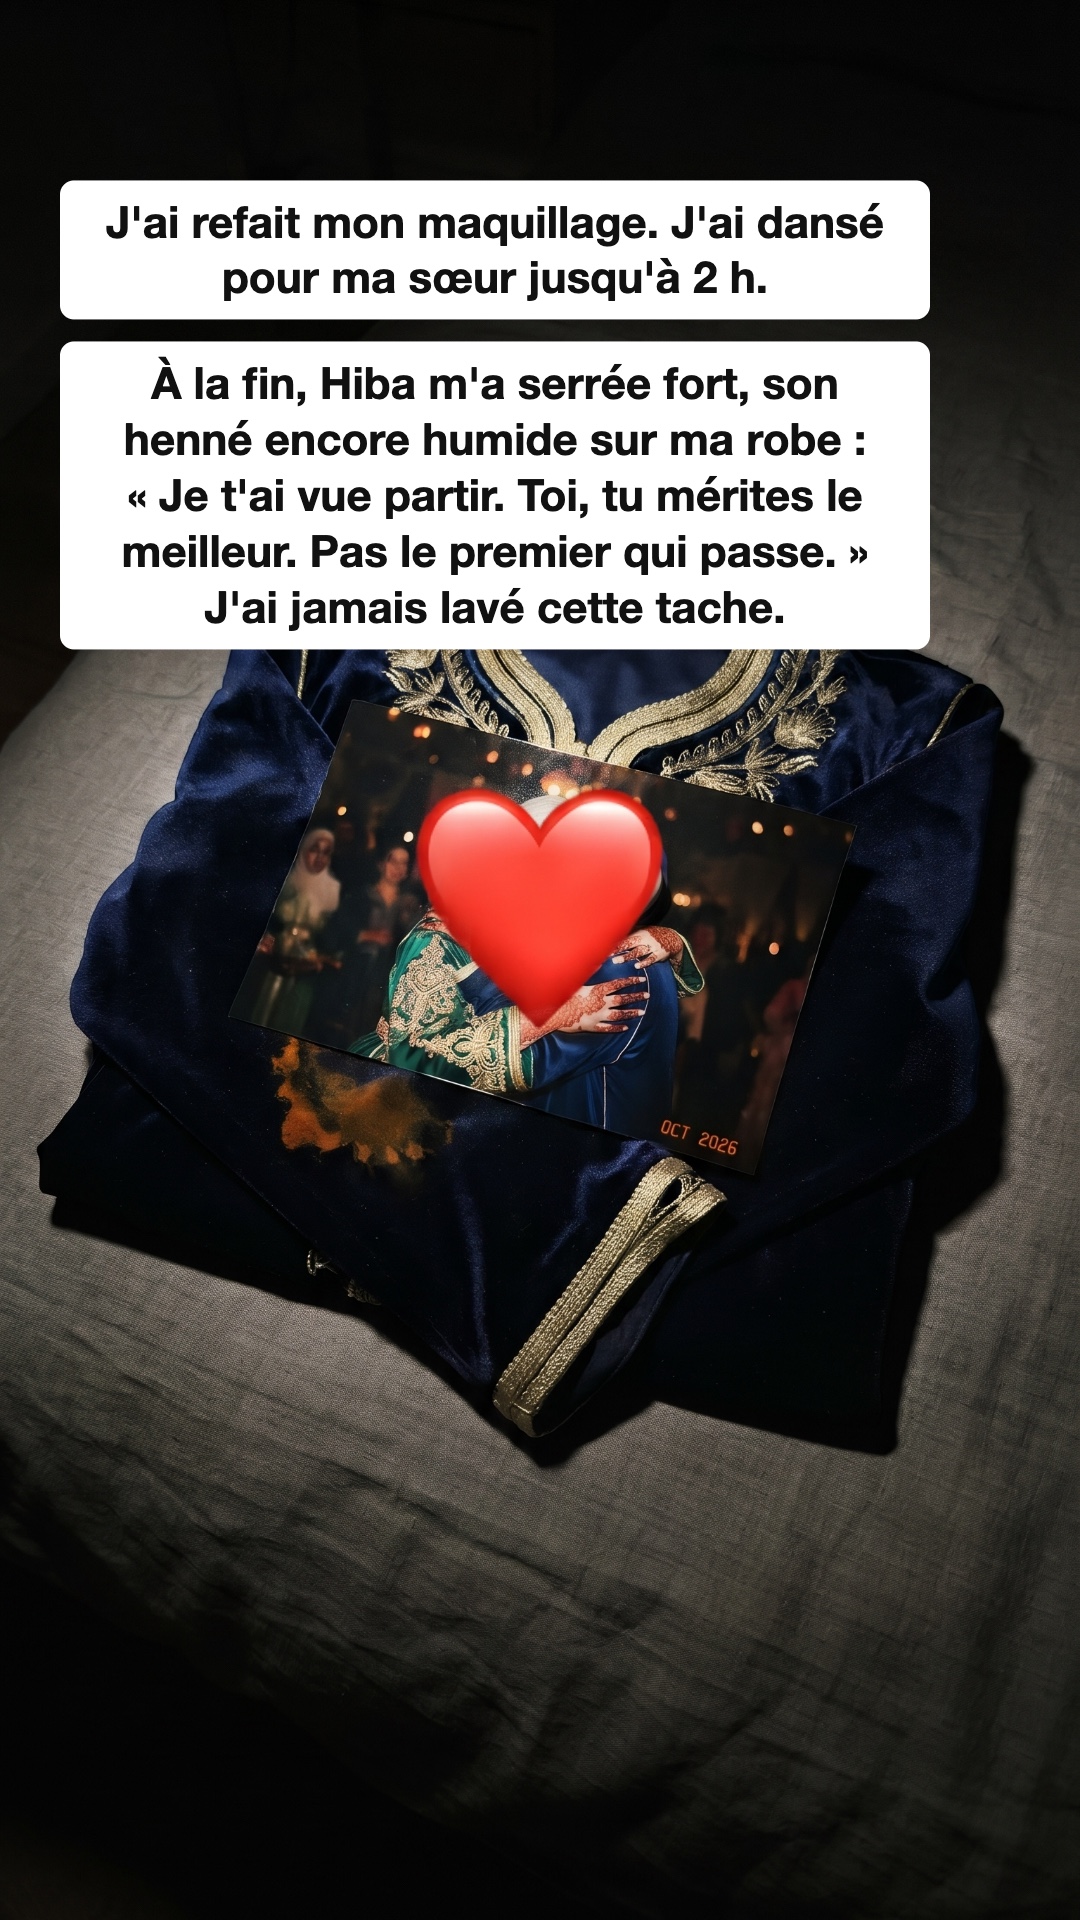 J'ai refait mon maquillage. J'ai dansé
pour ma sœur jusqu'à 2 h.
À la fin, Hiba m'a serrée fort, son
henné encore humide sur ma robe :
« Je t'ai vue partir. Toi, tu mérites le
meilleur. Pas le premier qui passe. »
J'ai jamais lavé cette tache.
OCT 2026